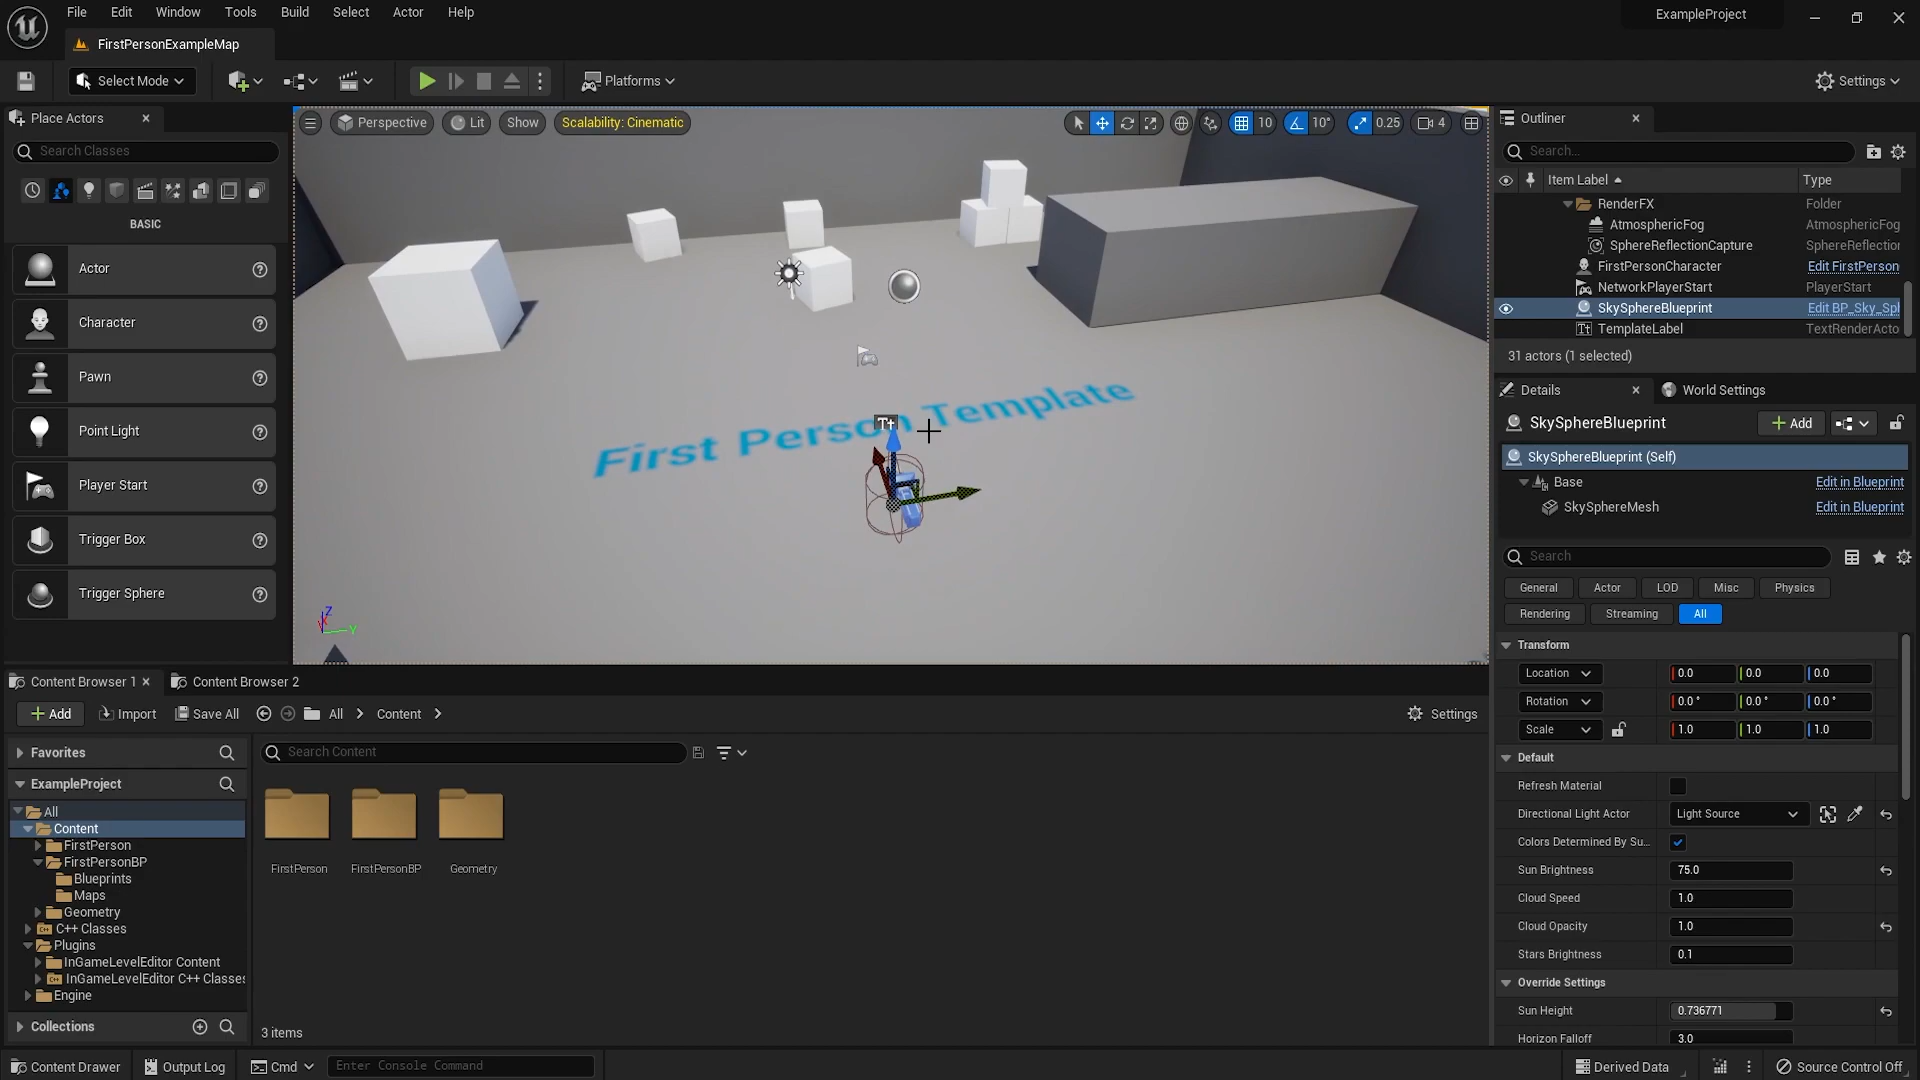 File Edit Window Tools Build Select Actor Help
ExampleProject
FirstPersonExampleMap
Select Mode
Platforms
Settings
Place Actors
Search Classes
BASIC
Actor
Character
Pawn
Point Light
Player Start
Trigger Box
Trigger Sphere
Perspective Lit Show Scalability: Cinematic
10 10° 0.25 4
First Person Template
Tt
Z
X
Y
Outliner
Search...
Item Label Type
RenderFX Folder
AtmosphericFog AtmosphericFog
SphereReflectionCapture SphereReflection
FirstPersonCharacter Edit FirstPerson
NetworkPlayerStart PlayerStart
SkySphereBlueprint Edit BP_Sky_Spl
TemplateLabel TextRenderActo
31 actors (1 selected)
Details World Settings
SkySphereBlueprint
Add
SkySphereBlueprint (Self)
Base Edit in Blueprint
SkySphereMesh Edit in Blueprint
Search
General Actor LOD Misc Physics
Rendering Streaming All
Transform
Location 0.0 0.0 0.0
Rotation 0.0° 0.0° 0.0°
Scale 1.0 1.0 1.0
Default
Refresh Material
Directional Light Actor Light Source
Colors Determined By Su...
Sun Brightness 75.0
Cloud Speed 1.0
Cloud Opacity 1.0
Stars Brightness 0.1
Override Settings
Sun Height 0.736771
Horizon Falloff 3.0
Content Browser 1 Content Browser 2
Add Import Save All All Content Settings
Favorites
Search Content
ExampleProject
All
Content
FirstPerson
FirstPersonBP
Blueprints
Maps
Geometry
C++ Classes
Plugins
InGameLevelEditor Content
InGameLevelEditor C++ Classes
Engine
Collections
FirstPerson FirstPersonBP Geometry
3 items
Content Drawer Output Log Cmd Enter Console Command
Derived Data Source Control Off